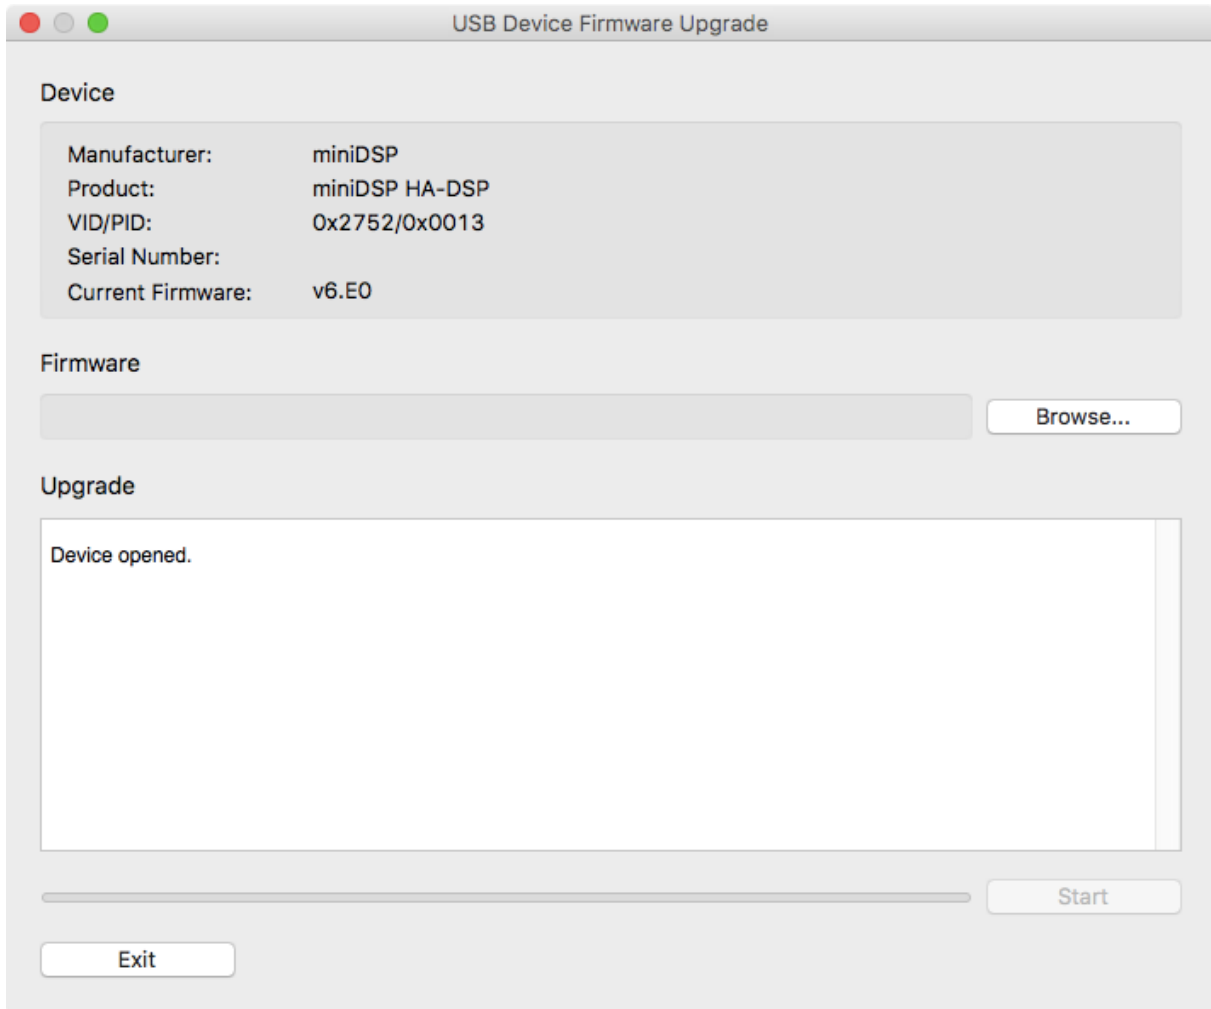 USB Device Firmware Upgrade
Device
Manufacturer: miniDSP
Product: miniDSP HA-DSP
VID/PID: 0x2752/0x0013
Serial Number:
Current Firmware: v6.E0
Firmware
Browse...
Upgrade
Device opened.
Start
Exit